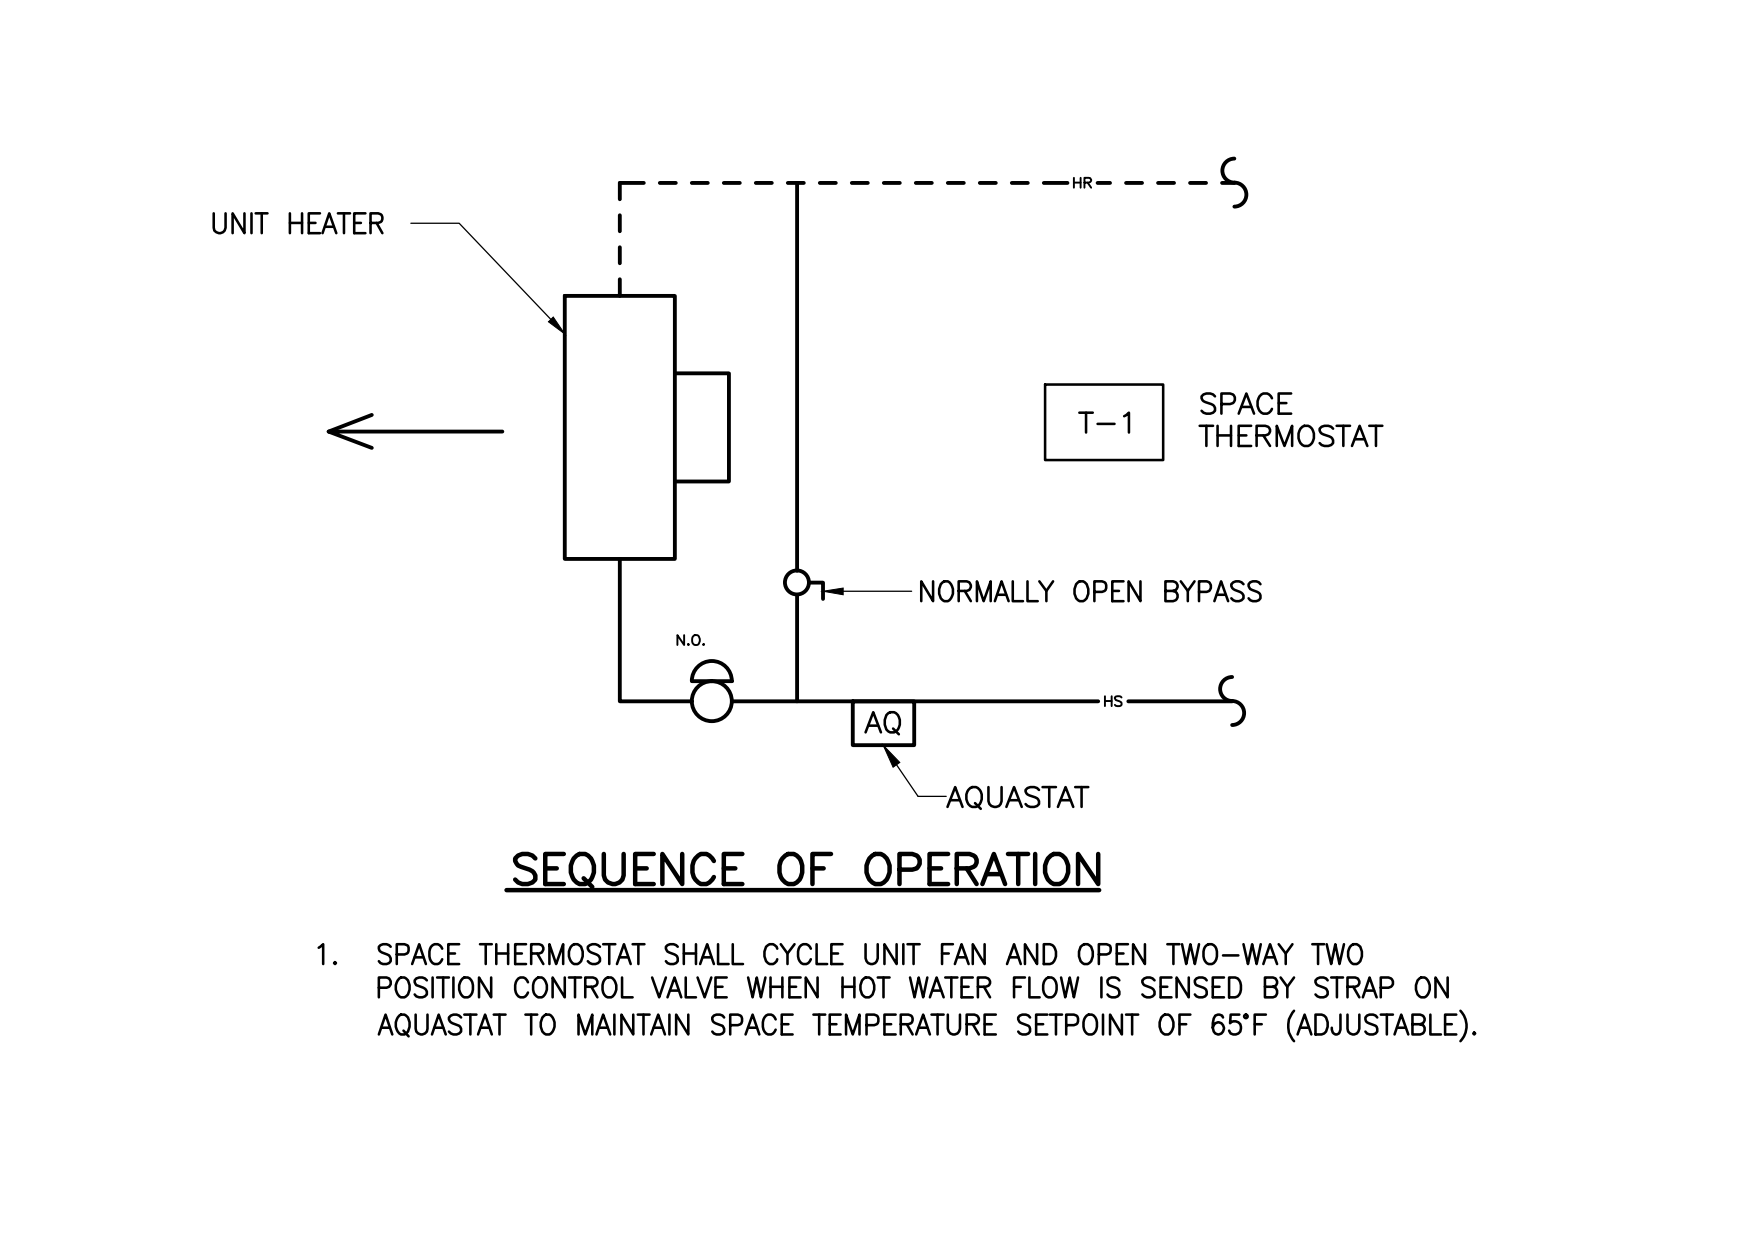 HR
UNIT HEATER
T-1
SPACE
THERMOSTAT
NORMALLY OPEN BYPASS
N.O.
HS
AQ
AQUASTAT
SEQUENCE OF OPERATION
1. SPACE THERMOSTAT SHALL CYCLE UNIT FAN AND OPEN TWO-WAY TWO
POSITION CONTROL VALVE WHEN HOT WATER FLOW IS SENSED BY STRAP ON
AQUASTAT TO MAINTAIN SPACE TEMPERATURE SETPOINT OF 65°F (ADJUSTABLE).